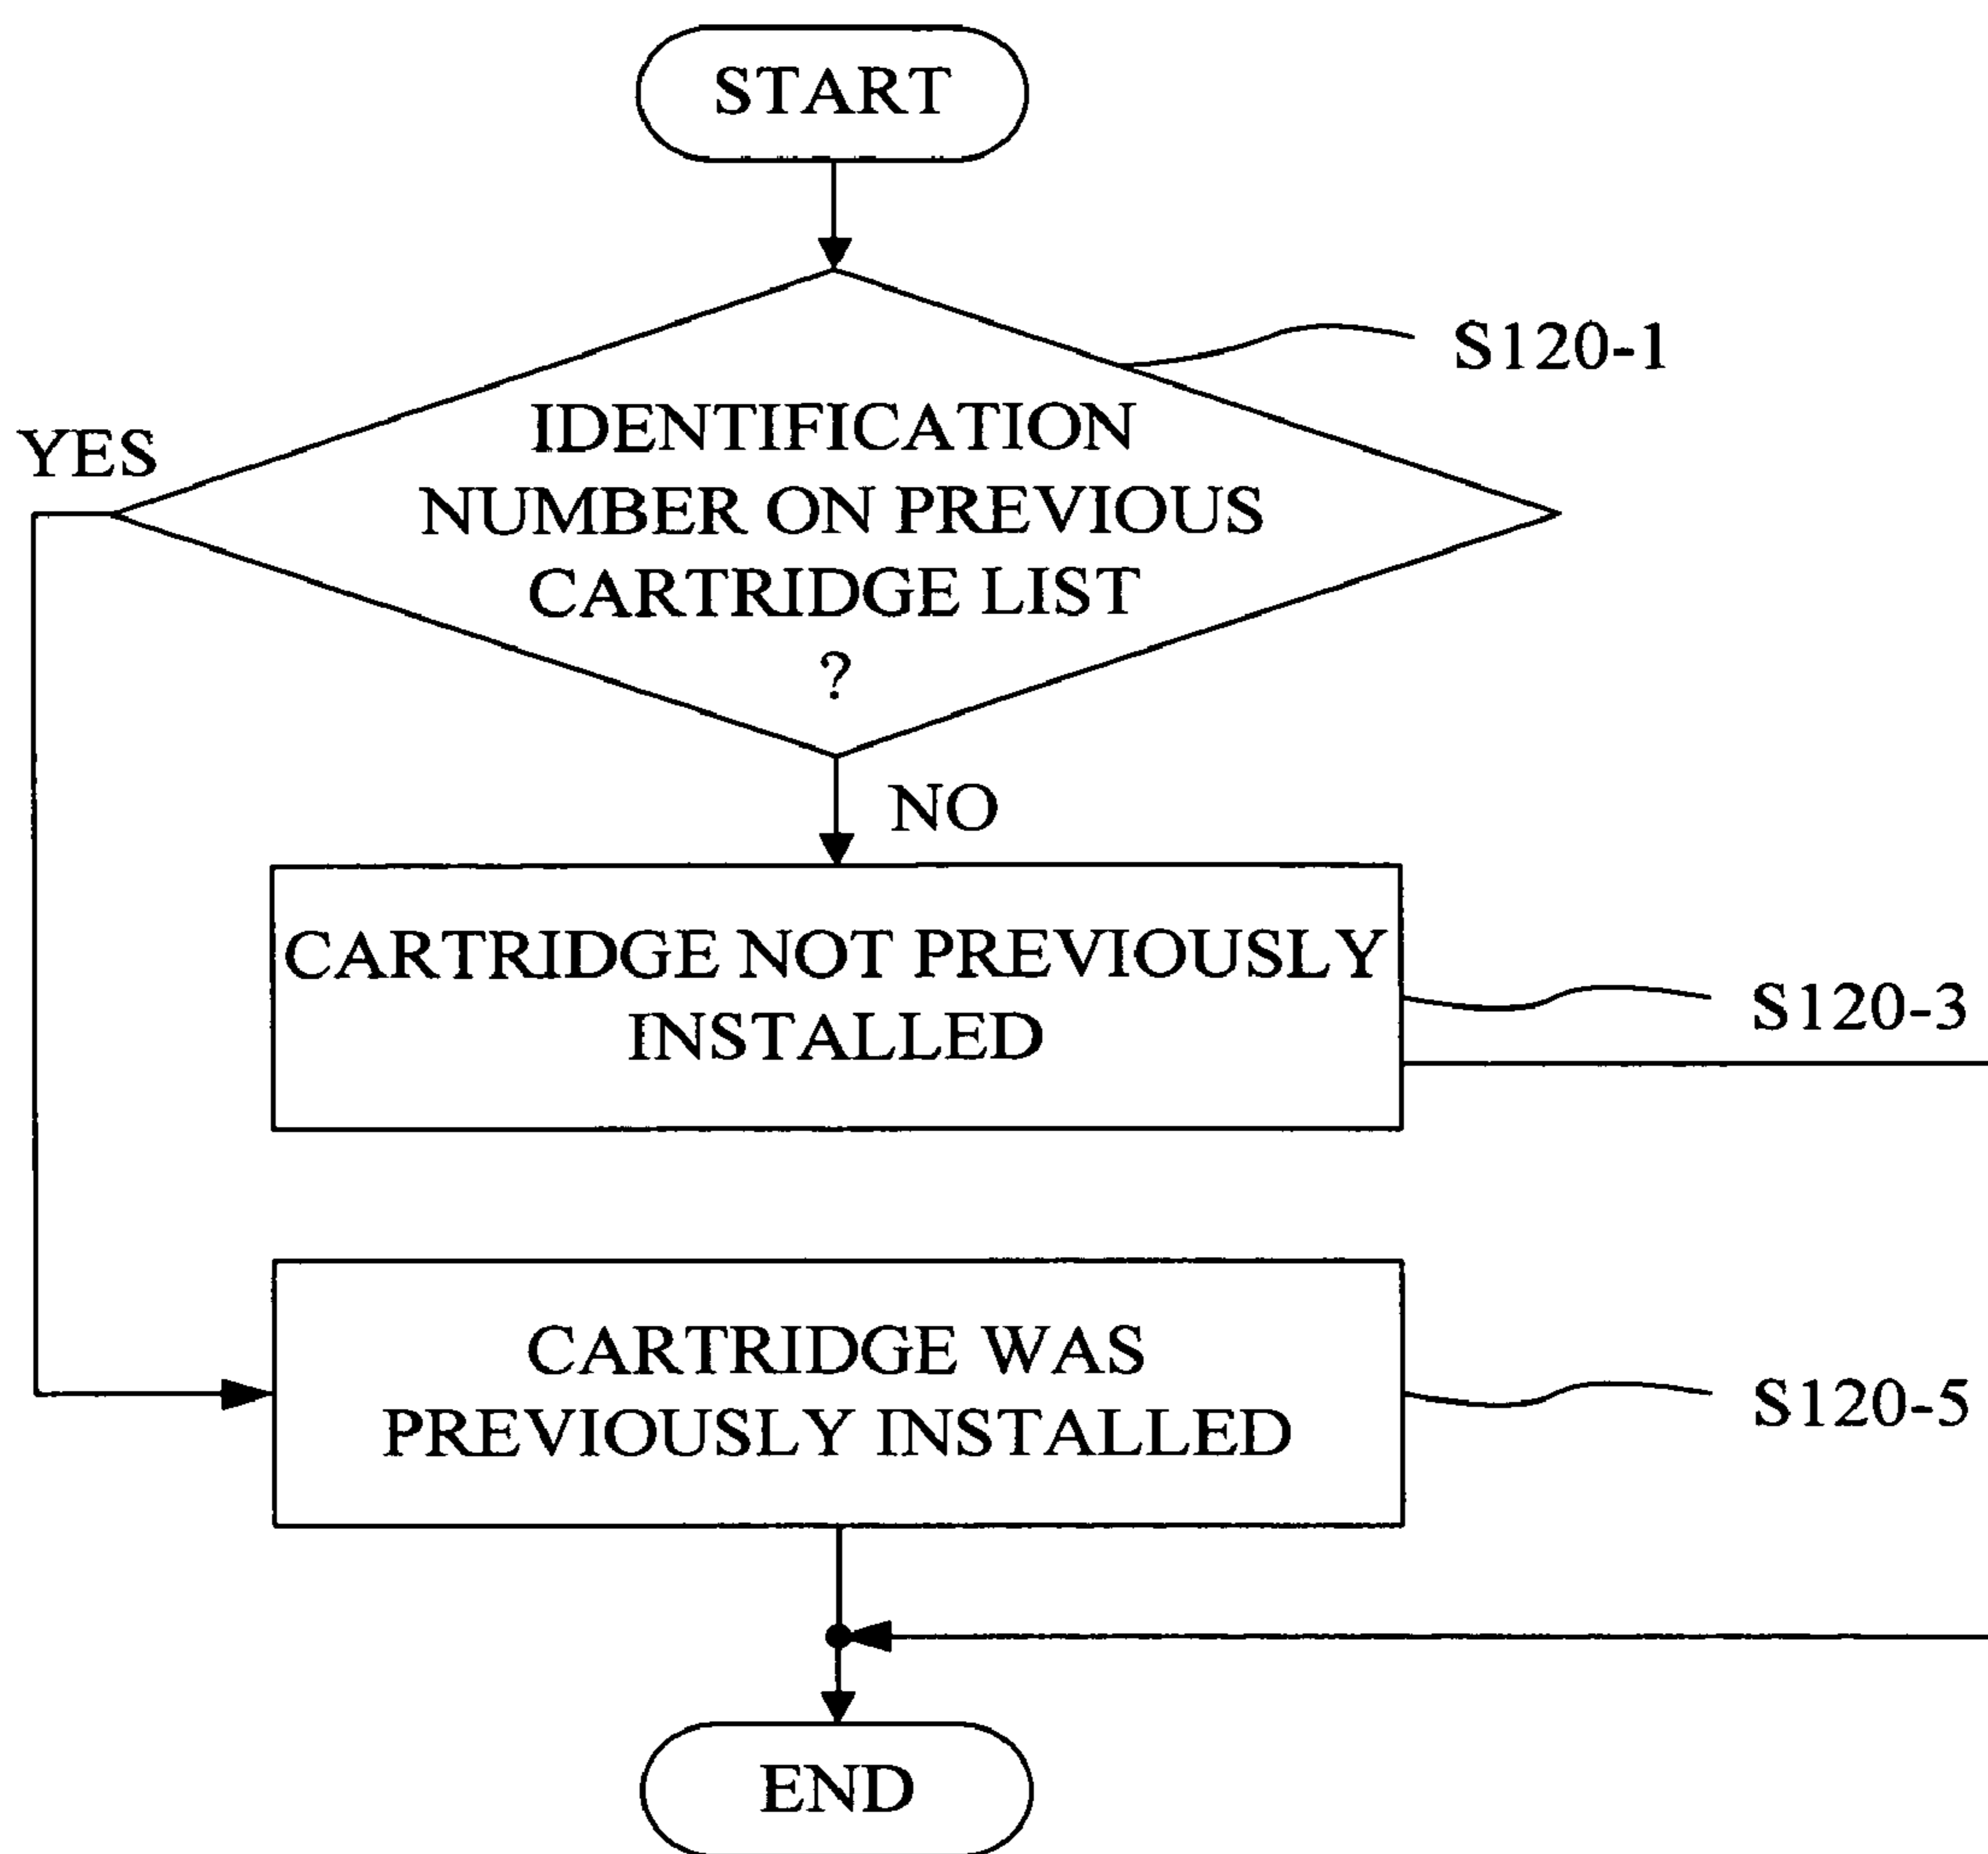 START
S120-1
IDENTIFICATION
YES
NUMBER ON PREVIOUS
CARTRIDGE LIST
?
NO
CARTRIDGE NOT PREVIOUSLY
INSTALLED
S120-3
CARTRIDGE WAS
PREVIOUSLY INSTALLED
S120-5
END